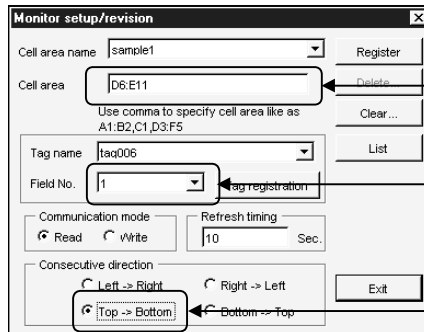 Monitor setup/revision
Cell area name sample1 Register
Cell area D6:E11 Delete...
Use comma to specify cell area like as
A1:B2,C1,D3:F5
Clear...
Tag name tag006 List
Field No. 1 Tag registration
Communication mode Refresh timing
Read Write 10 Sec.
Consecutive direction
Left -> Right Right -> Left Exit
Top -> Bottom Bottom -> Top